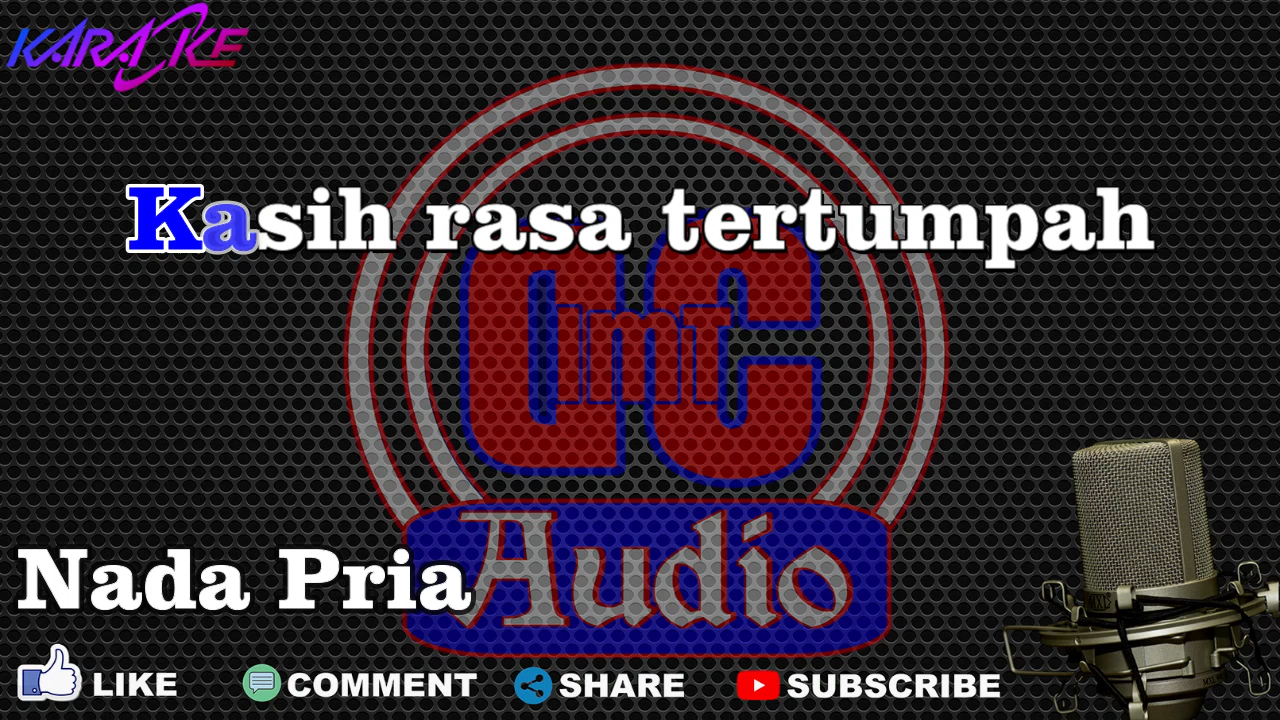 KARAOKE
Kasih rasa tertumpah
Audio
Nada Pria
LIKE COMMENT SHARE SUBSCRIBE